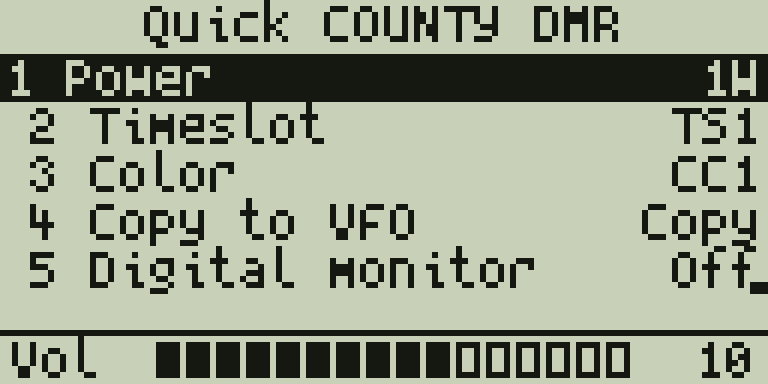 Quick COUNTY DMR
1 Power 1W
2 Timeslot TS1
3 Color CC1
4 Copy to VFO Copy
5 Digital monitor Off
Vol 10